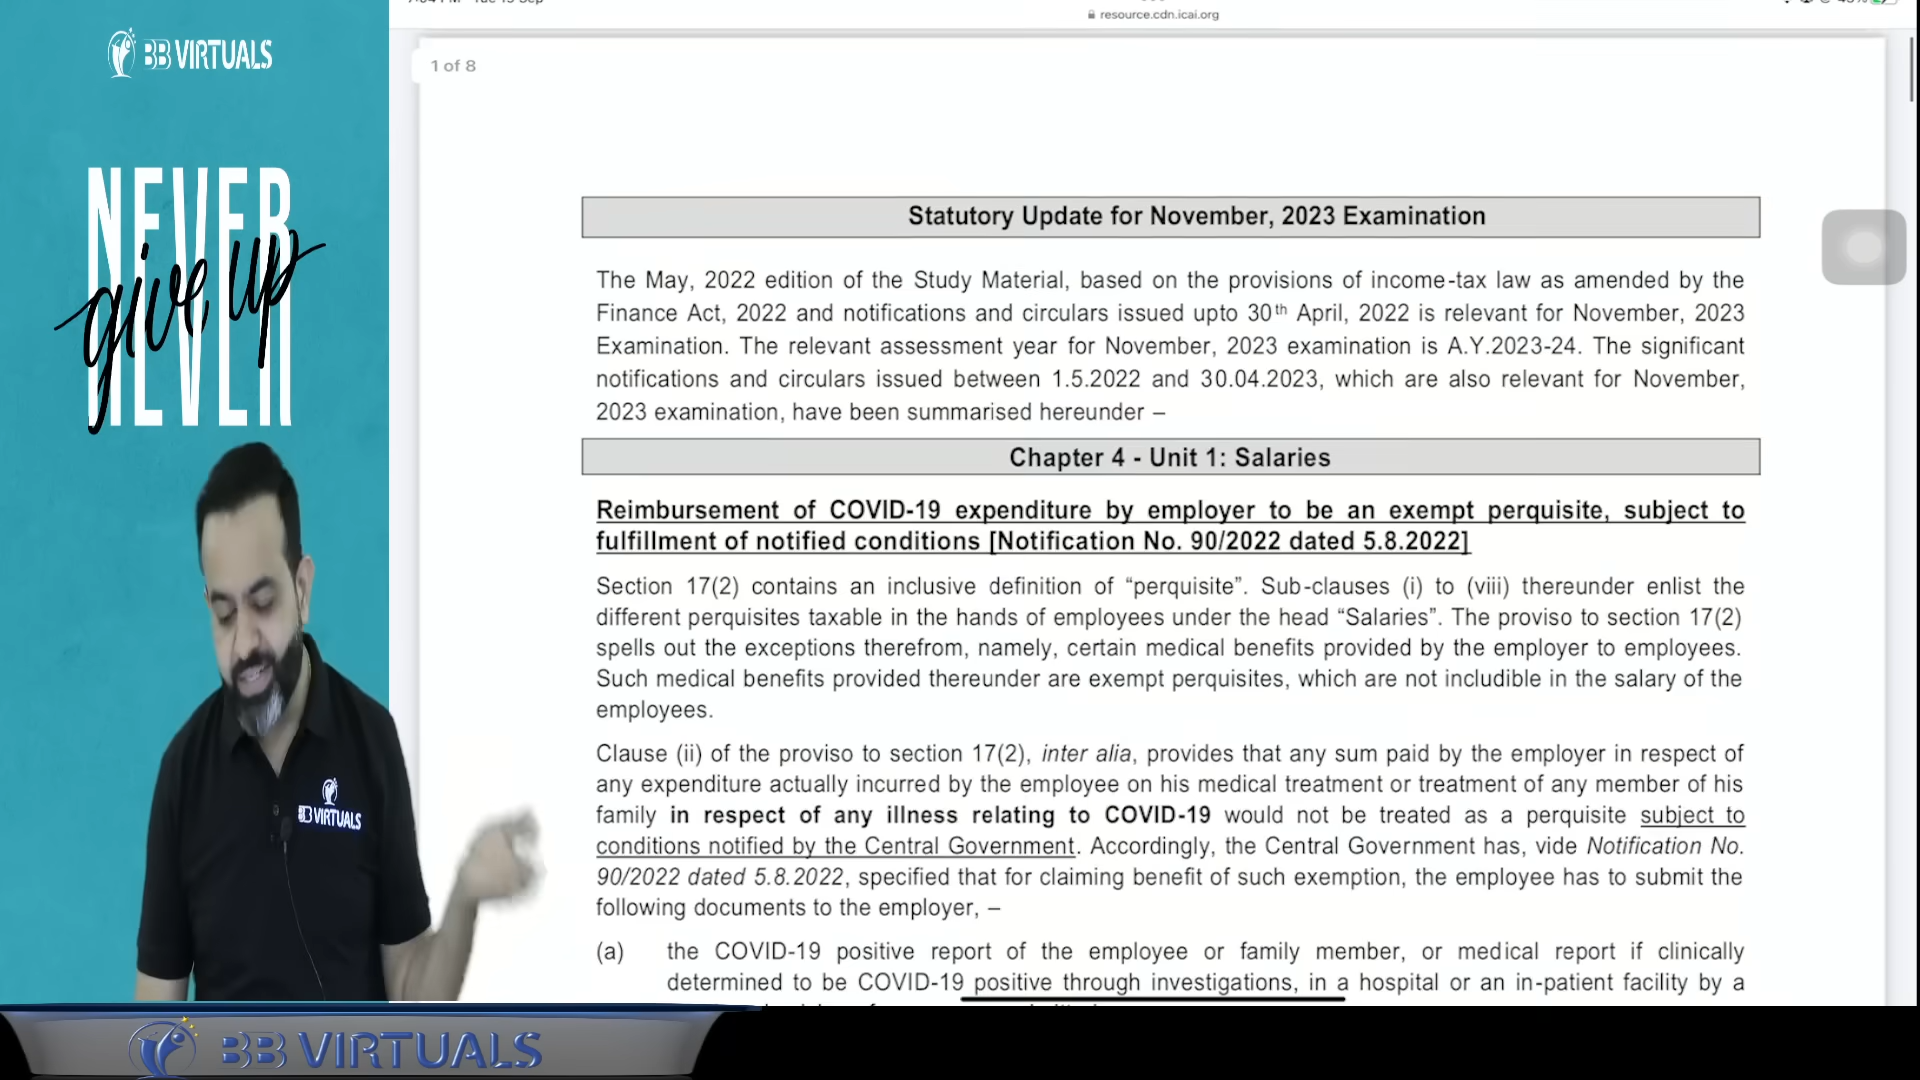 resource.cdn.icai.org
BB VIRTUALS
1 of 8
NEVER
give up
NEVER
Statutory Update for November, 2023 Examination
The May, 2022 edition of the Study Material, based on the provisions of income-tax law as amended by the
Finance Act, 2022 and notifications and circulars issued upto 30th April, 2022 is relevant for November, 2023
Examination. The relevant assessment year for November, 2023 examination is A.Y.2023-24. The significant
notifications and circulars issued between 1.5.2022 and 30.04.2023, which are also relevant for November,
2023 examination, have been summarised hereunder –
Chapter 4 - Unit 1: Salaries
Reimbursement of COVID-19 expenditure by employer to be an exempt perquisite, subject to
fulfillment of notified conditions [Notification No. 90/2022 dated 5.8.2022]
Section 17(2) contains an inclusive definition of “perquisite”. Sub-clauses (i) to (viii) thereunder enlist the
different perquisites taxable in the hands of employees under the head “Salaries”. The proviso to section 17(2)
spells out the exceptions therefrom, namely, certain medical benefits provided by the employer to employees.
Such medical benefits provided thereunder are exempt perquisites, which are not includible in the salary of the
employees.
Clause (ii) of the proviso to section 17(2), inter alia, provides that any sum paid by the employer in respect of
any expenditure actually incurred by the employee on his medical treatment or treatment of any member of his
family in respect of any illness relating to COVID-19 would not be treated as a perquisite subject to
conditions notified by the Central Government. Accordingly, the Central Government has, vide Notification No.
90/2022 dated 5.8.2022, specified that for claiming benefit of such exemption, the employee has to submit the
following documents to the employer, –
(a) the COVID-19 positive report of the employee or family member, or medical report if clinically
determined to be COVID-19 positive through investigations, in a hospital or an in-patient facility by a
BB VIRTUALS
BB VIRTUALS